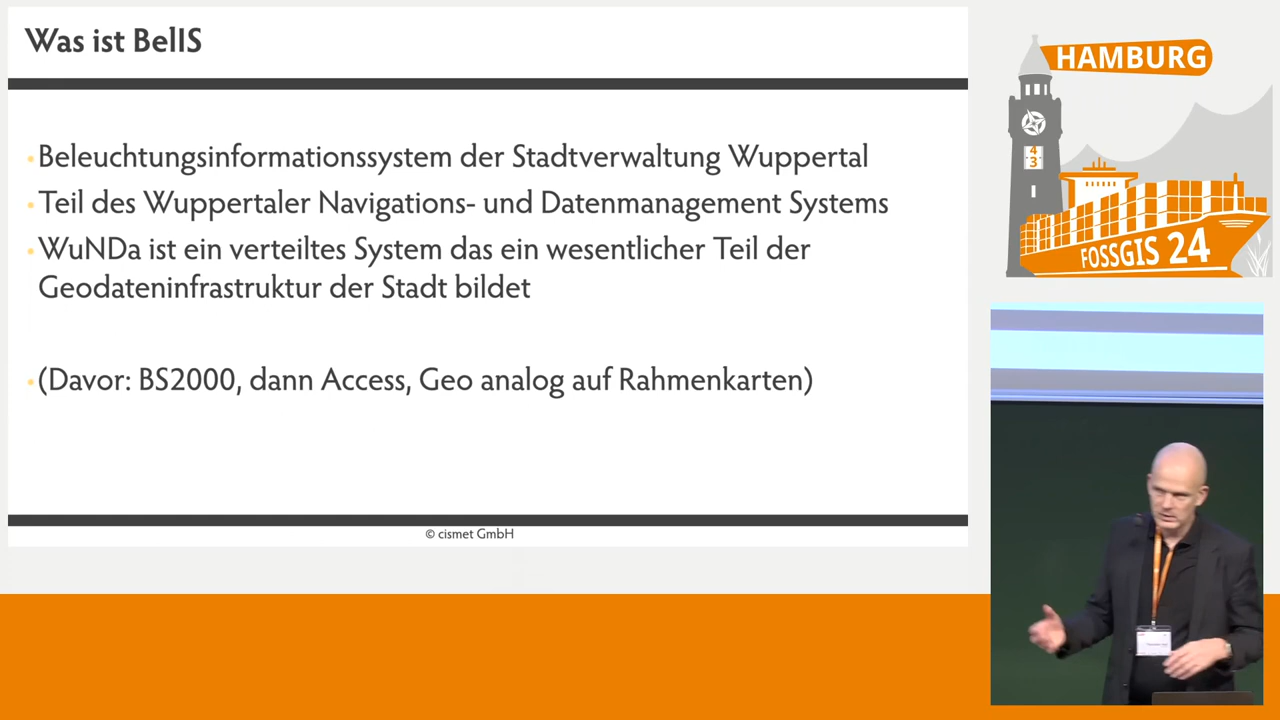 Was ist BelIS
Beleuchtungsinformationssystem der Stadtverwaltung Wuppertal
Teil des Wuppertaler Navigations- und Datenmanagement Systems
WuNDa ist ein verteiltes System das ein wesentlicher Teil der
Geodateninfrastruktur der Stadt bildet
(Davor: BS2000, dann Access, Geo analog auf Rahmenkarten)
© cismet GmbH
HAMBURG
4
3
FOSSGIS 24